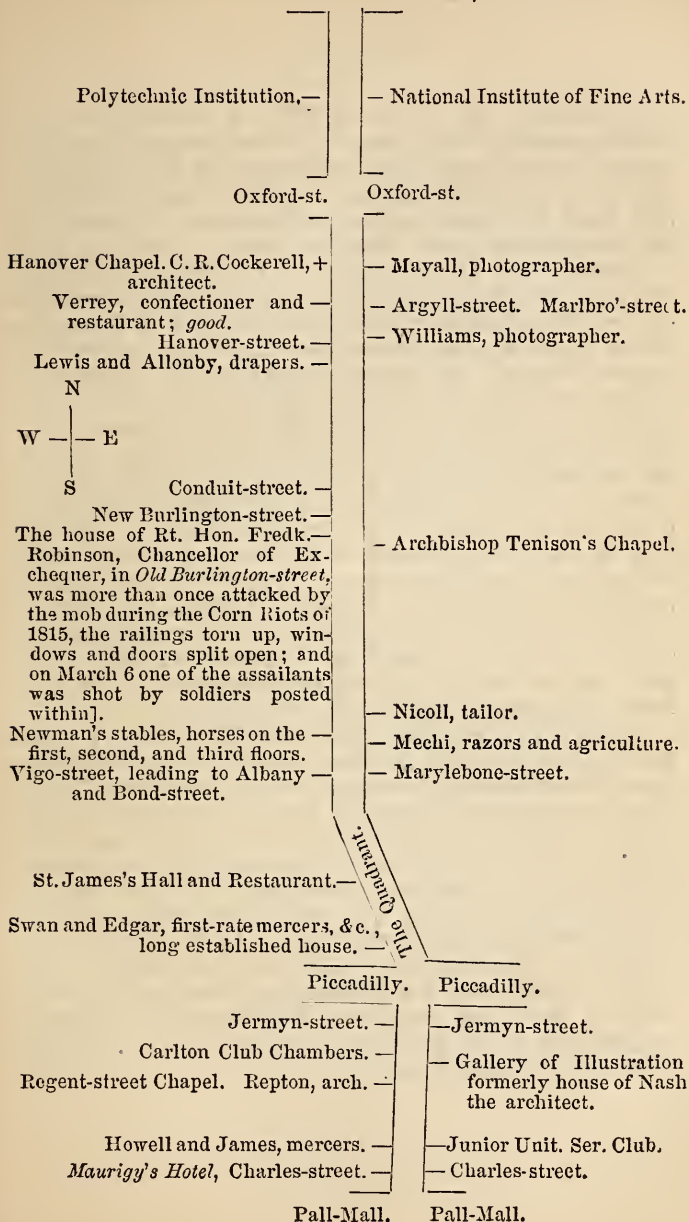 Polytechnic Institution,— — National Institute of Fine Arts.
Oxford-st. Oxford-st.
Hanover Chapel. C. R. Cockerell, + — Mayall, photographer.
architect.
Verrey, confectioner and — — Argyll-street. Marlbro'-street.
restaurant; good.
Hanover-street. — — Williams, photographer.
Lewis and Allonby, drapers. —
N
W — — E
S Conduit-street. —
New Burlington-street. —
The house of Rt. Hon. Fredk.— — Archbishop Tenison's Chapel.
Robinson, Chancellor of Ex-
chequer, in Old Burlington-street,
was more than once attacked by
the mob during the Corn Riots of
1815, the railings torn up, win-
dows and doors split open; and
on March 6 one of the assailants
was shot by soldiers posted
within]. — Nicoll, tailor.
Newman's stables, horses on the — — Mechi, razors and agriculture.
first, second, and third floors.
Vigo-street, leading to Albany — — Marylebone-street.
and Bond-street.
The Quadrant.
St. James's Hall and Restaurant.—
Swan and Edgar, first-rate mercers, &c.,
long established house. —
Piccadilly. Piccadilly.
Jermyn-street. — —Jermyn-street.
Carlton Club Chambers. — — Gallery of Illustration
Regent-street Chapel. Repton, arch. — formerly house of Nash
the architect.
Howell and James, mercers. — —Junior Unit. Ser. Club.
Maurigy's Hotel, Charles-street. — — Charles-street.
Pall-Mall. Pall-Mall.